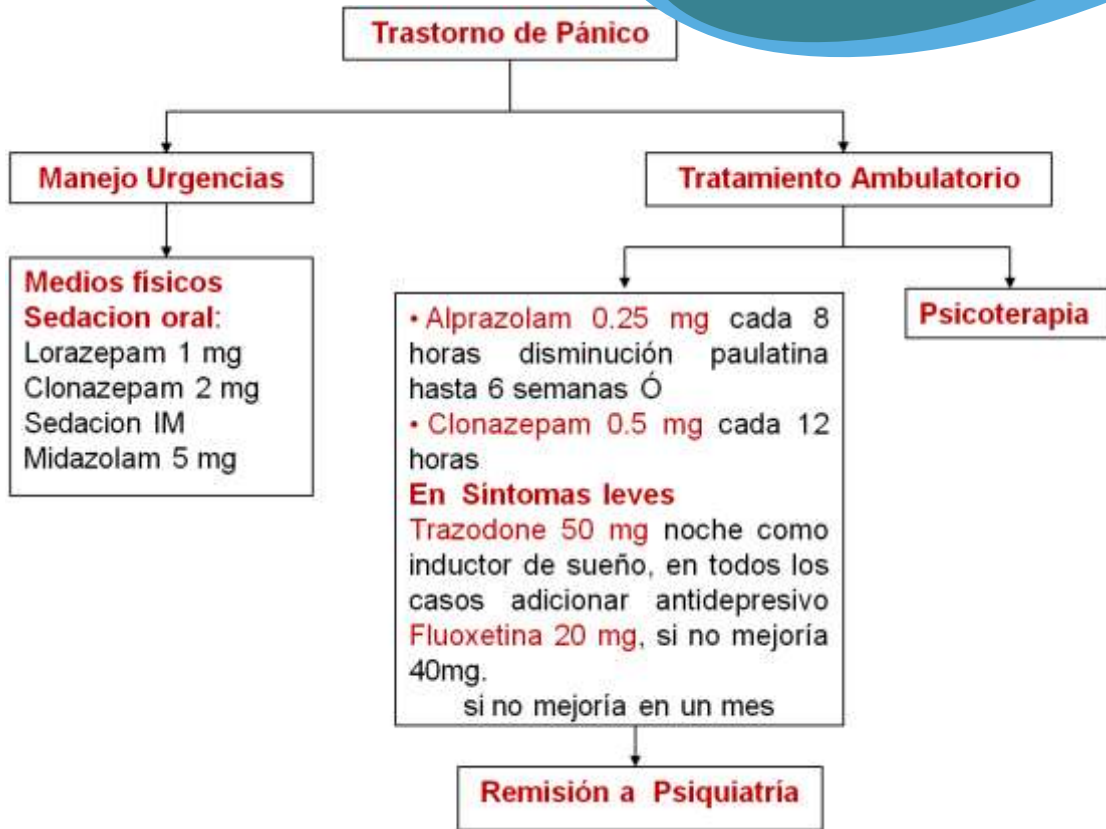 Trastorno de Pánico
Manejo Urgencias
Tratamiento Ambulatorio
Medios físicos
Sedacion oral:
Lorazepam 1 mg
Clonazepam 2 mg
Sedacion IM
Midazolam 5 mg
• Alprazolam 0.25 mg cada 8
horas disminución paulatina
hasta 6 semanas Ó
• Clonazepam 0.5 mg cada 12
horas
En Síntomas leves
Trazodone 50 mg noche como
inductor de sueño, en todos los
casos adicionar antidepresivo
Fluoxetina 20 mg, si no mejoría
40mg.
si no mejoría en un mes
Psicoterapia
Remisión a Psiquiatría